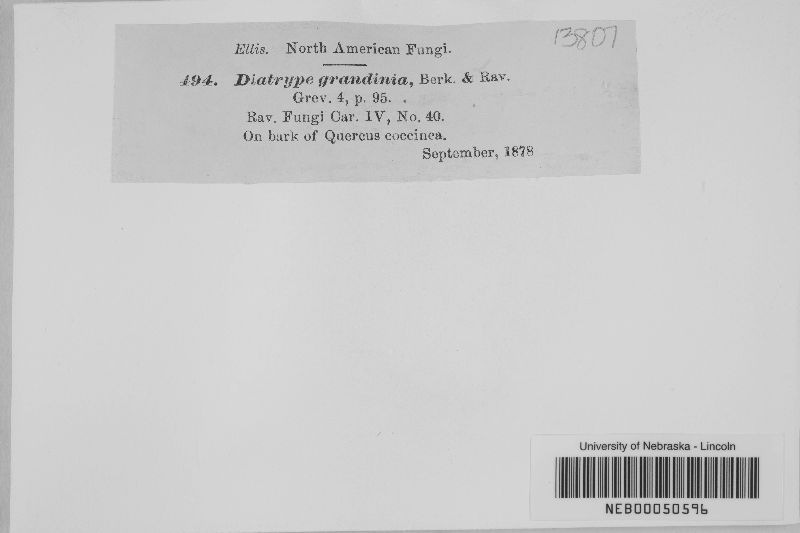 13807
Ellis. North American Fungi.
494. Diatrype grandinia, Berk. & Rav.
Grev. 4, p. 95.
Rav. Fungi Car. IV, No. 40.
On bark of Quercus coccinea.
September, 1878
University of Nebraska - Lincoln
NEB00050596